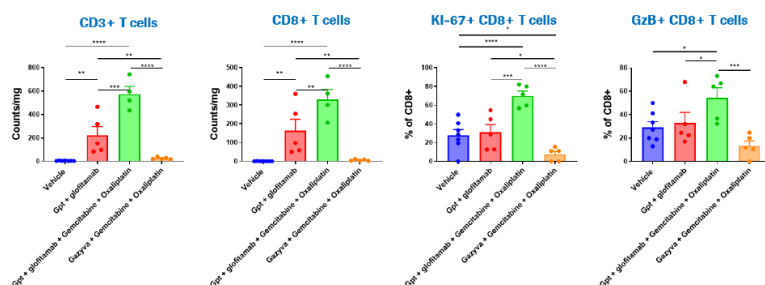 CD3+ T cells
****
**
**
***
****
Counts/mg
800
600
400
200
0
Vehicle
Gpt + glofitamab
Gpt + glofitamab + Gemcitabine + Oxaliplatin
Gazyva + Gemcitabine + Oxaliplatin
CD8+ T cells
****
**
**
**
****
Counts/mg
500
400
300
200
100
0
Vehicle
Gpt + glofitamab
Gpt + glofitamab + Gemcitabine + Oxaliplatin
Gazyva + Gemcitabine + Oxaliplatin
KI-67+ CD8+ T cells
*
****
*
***
****
% of CD8+
100
80
60
40
20
0
Vehicle
Gpt + glofitamab
Gpt + glofitamab + Gemcitabine + Oxaliplatin
Gazyva + Gemcitabine + Oxaliplatin
GzB+ CD8+ T cells
*
*
***
% of CD8+
80
60
40
20
0
Vehicle
Gpt + glofitamab
Gpt + glofitamab + Gemcitabine + Oxaliplatin
Gazyva + Gemcitabine + Oxaliplatin